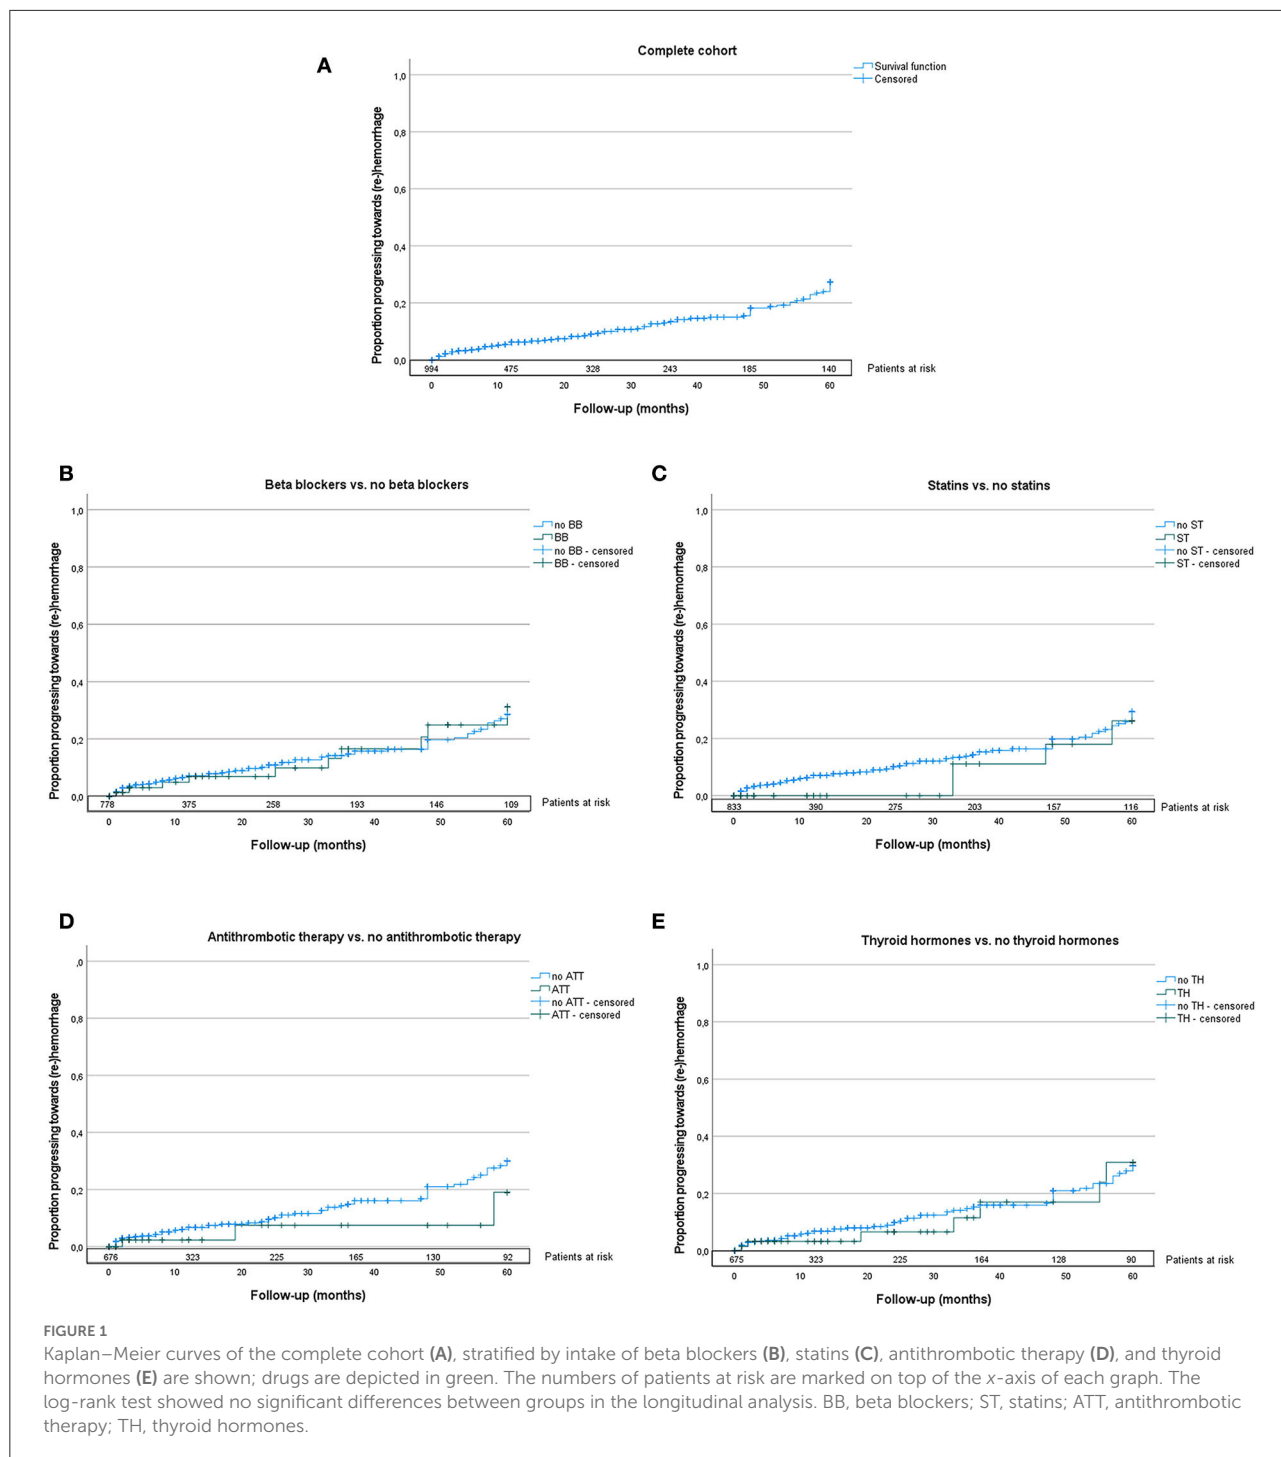 A
Complete cohort
Survival function
Censored
Proportion progressing towards (re-)hemorrhage
1,0
0,8
0,6
0,4
0,2
0,0
994 475 328 243 185 140 Patients at risk
0 10 20 30 40 50 60
Follow-up (months)
B
Beta blockers vs. no beta blockers
no BB
BB
no BB - censored
BB - censored
Proportion progressing towards (re-)hemorrhage
1,0
0,8
0,6
0,4
0,2
0,0
778 375 258 193 146 109 Patients at risk
0 10 20 30 40 50 60
Follow-up (months)
C
Statins vs. no statins
no ST
ST
no ST - censored
ST - censored
Proportion progressing towards (re-)hemorrhage
1,0
0,8
0,6
0,4
0,2
0,0
833 390 275 203 157 116 Patients at risk
0 10 20 30 40 50 60
Follow-up (months)
D
Antithrombotic therapy vs. no antithrombotic therapy
no ATT
ATT
no ATT - censored
ATT - censored
Proportion progressing towards (re-)hemorrhage
,0
0,8
0,6
0,4
0,2
0,0
676 323 225 165 130 92 Patients at risk
0 10 20 30 40 50 60
Follow-up (months)
E
Thyroid hormones vs. no thyroid hormones
no TH
TH
no TH - censored
TH - censored
Proportion progressing towards (re-)hemorrhage
1,0
0,8
0,6
0,4
0,2
0,0
675 323 225 164 128 90 Patients at risk
0 10 20 30 40 50 60
Follow-up (months)
FIGURE 1
Kaplan–Meier curves of the complete cohort (A), stratified by intake of beta blockers (B), statins (C), antithrombotic therapy (D), and thyroid
hormones (E) are shown; drugs are depicted in green. The numbers of patients at risk are marked on top of the x-axis of each graph. The
log-rank test showed no significant differences between groups in the longitudinal analysis. BB, beta blockers; ST, statins; ATT, antithrombotic
therapy; TH, thyroid hormones.